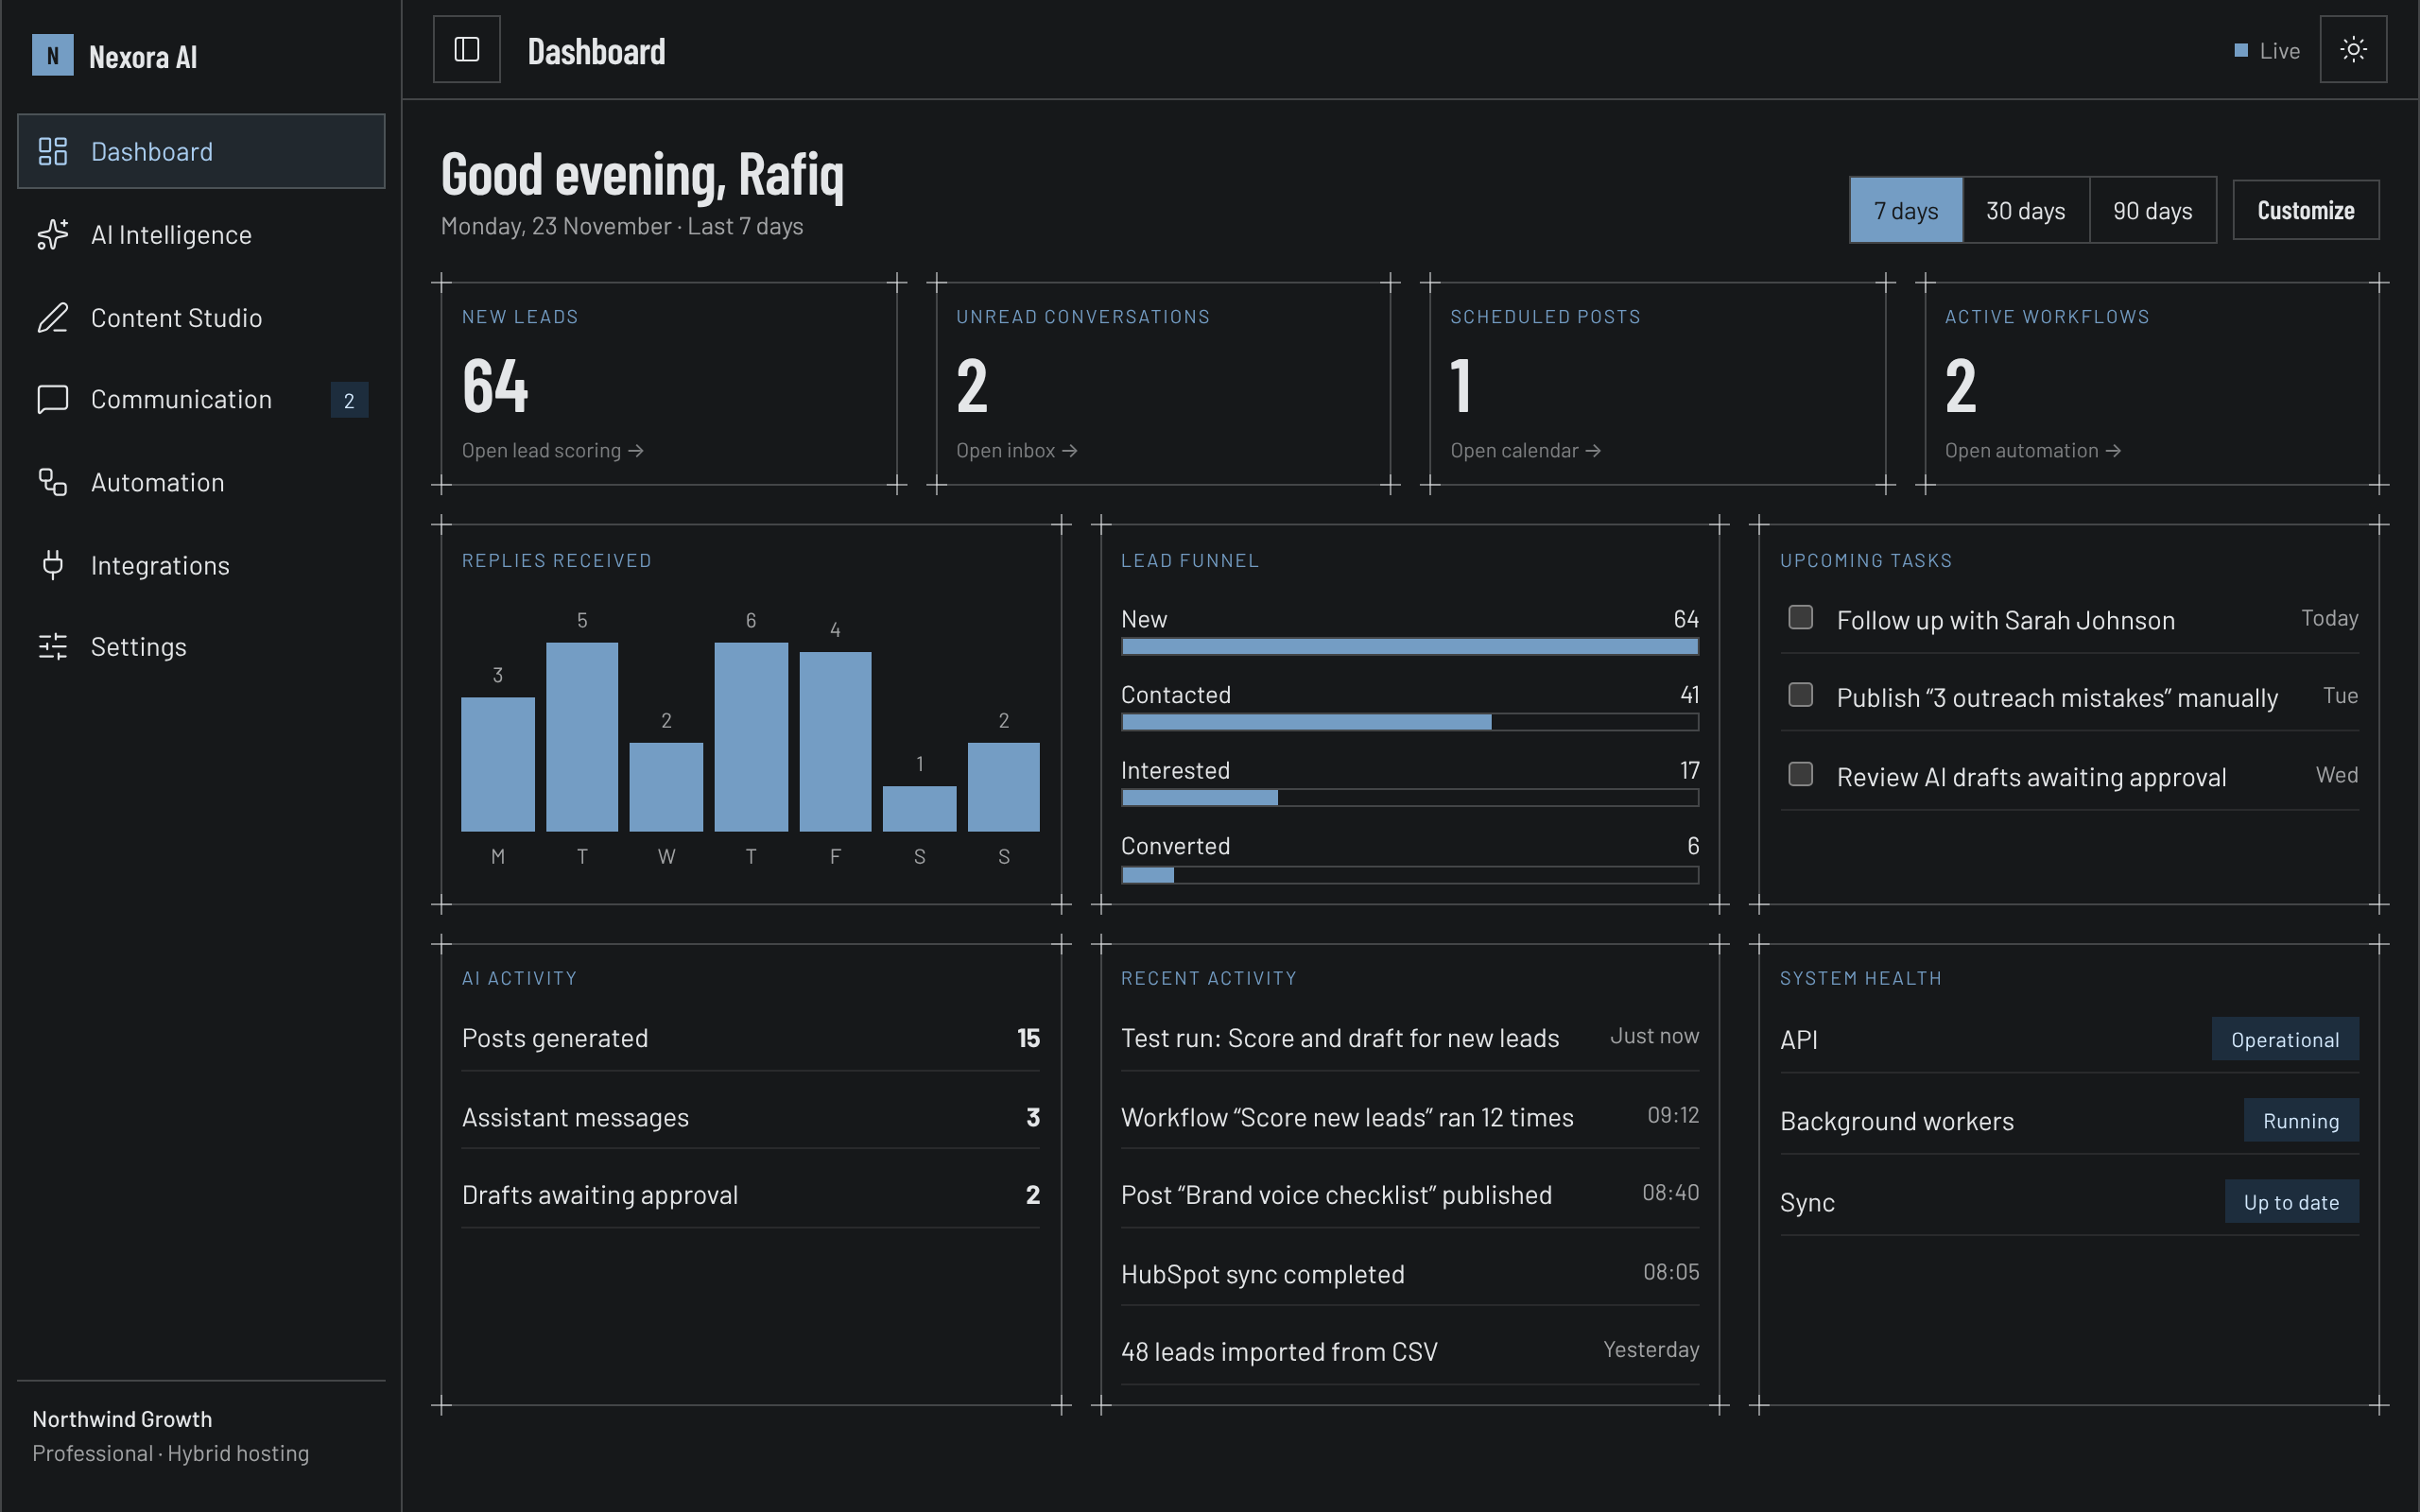 N Nexora AI
Dashboard
AI Intelligence
Content Studio
Communication 2
Automation
Integrations
Settings
Northwind Growth
Professional · Hybrid hosting
Dashboard
Live
Good evening, Rafiq
Monday, 23 November · Last 7 days
7 days 30 days 90 days Customize
NEW LEADS
64
Open lead scoring →
UNREAD CONVERSATIONS
2
Open inbox →
SCHEDULED POSTS
1
Open calendar →
ACTIVE WORKFLOWS
2
Open automation →
REPLIES RECEIVED
3 5 2 6 4 1 2
M T W T F S S
LEAD FUNNEL
New 64
Contacted 41
Interested 17
Converted 6
UPCOMING TASKS
Follow up with Sarah Johnson Today
Publish “3 outreach mistakes” manually Tue
Review AI drafts awaiting approval Wed
AI ACTIVITY
Posts generated 15
Assistant messages 3
Drafts awaiting approval 2
RECENT ACTIVITY
Test run: Score and draft for new leads Just now
Workflow “Score new leads” ran 12 times 09:12
Post “Brand voice checklist” published 08:40
HubSpot sync completed 08:05
48 leads imported from CSV Yesterday
SYSTEM HEALTH
API Operational
Background workers Running
Sync Up to date